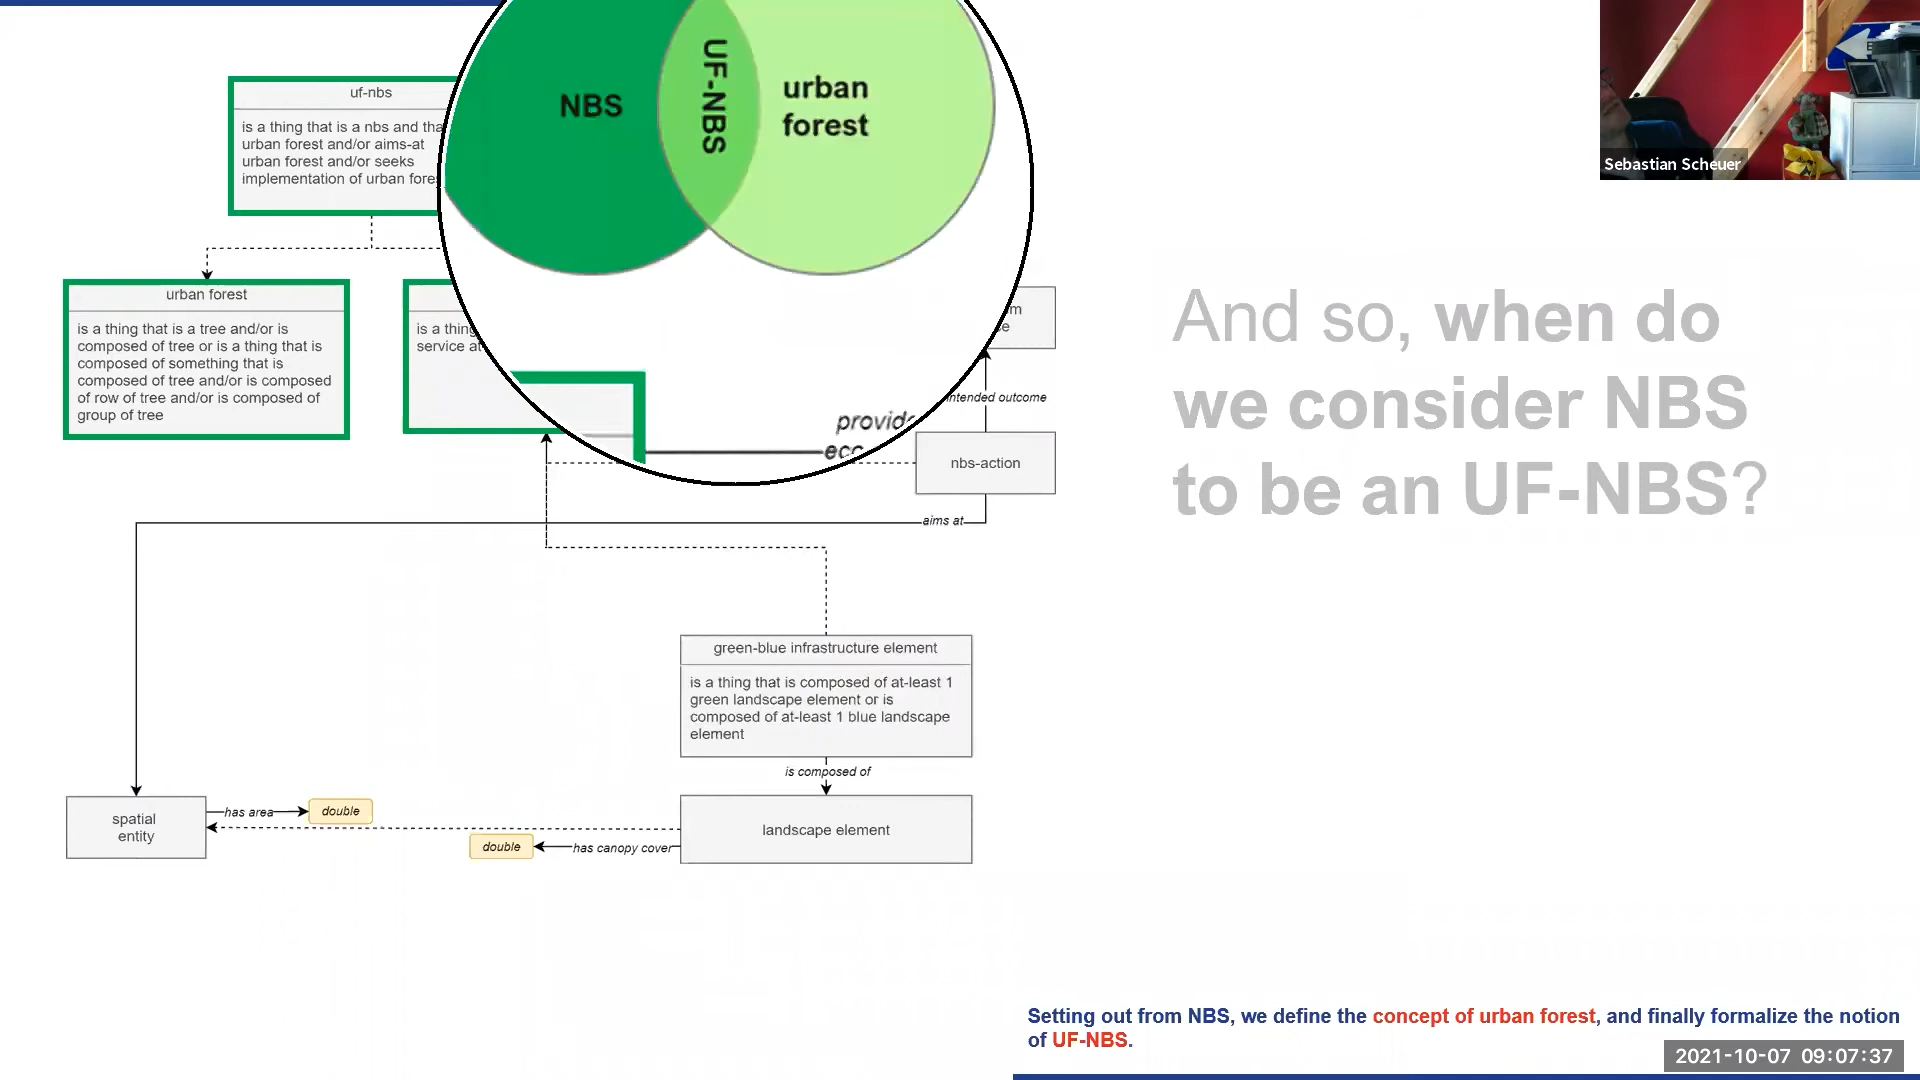 uf-nbs
is a thing that is a nbs and tha
urban forest and/or aims-at
urban forest and/or seeks
implementation of urban fore
NBS
UF-NBS
urban
forest
Sebastian Scheuer
urban forest
is a thing that is a tree and/or is
composed of tree or is a thing that is
composed of something that is
composed of tree and/or is composed
of row of tree and/or is composed of
group of tree
is a thing
service at
provid
intended outcome
nbs-action
aims at
And so, when do
we consider NBS
to be an UF-NBS?
green-blue infrastructure element
is a thing that is composed of at-least 1
green landscape element or is
composed of at-least 1 blue landscape
element
is composed of
spatial
entity
has area
double
landscape element
double
has canopy cover
Setting out from NBS, we define the concept of urban forest, and finally formalize the notion
of UF-NBS.
2021-10-07 09:07:37